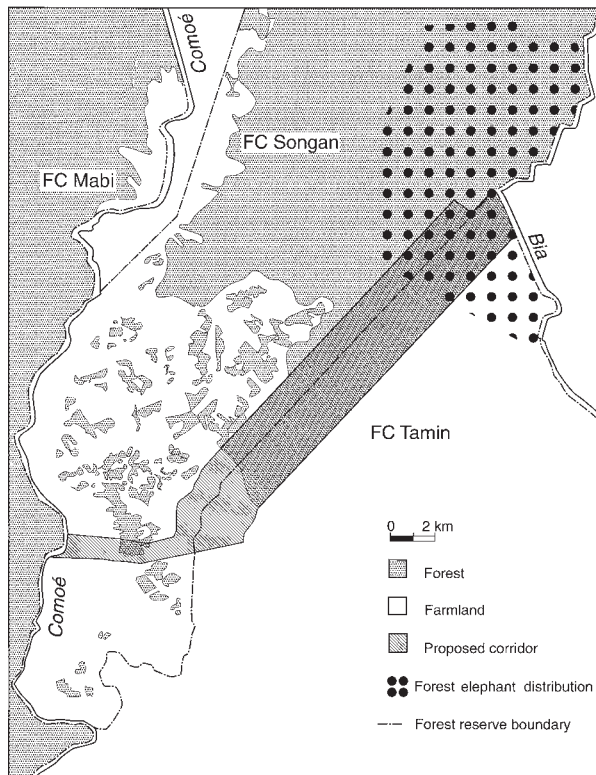 Comoé
FC Songan
FC Mabi
Bia
FC Tamin
0 2 km
Forest
Farmland
Proposed corridor
Forest elephant distribution
Forest reserve boundary
Comoé